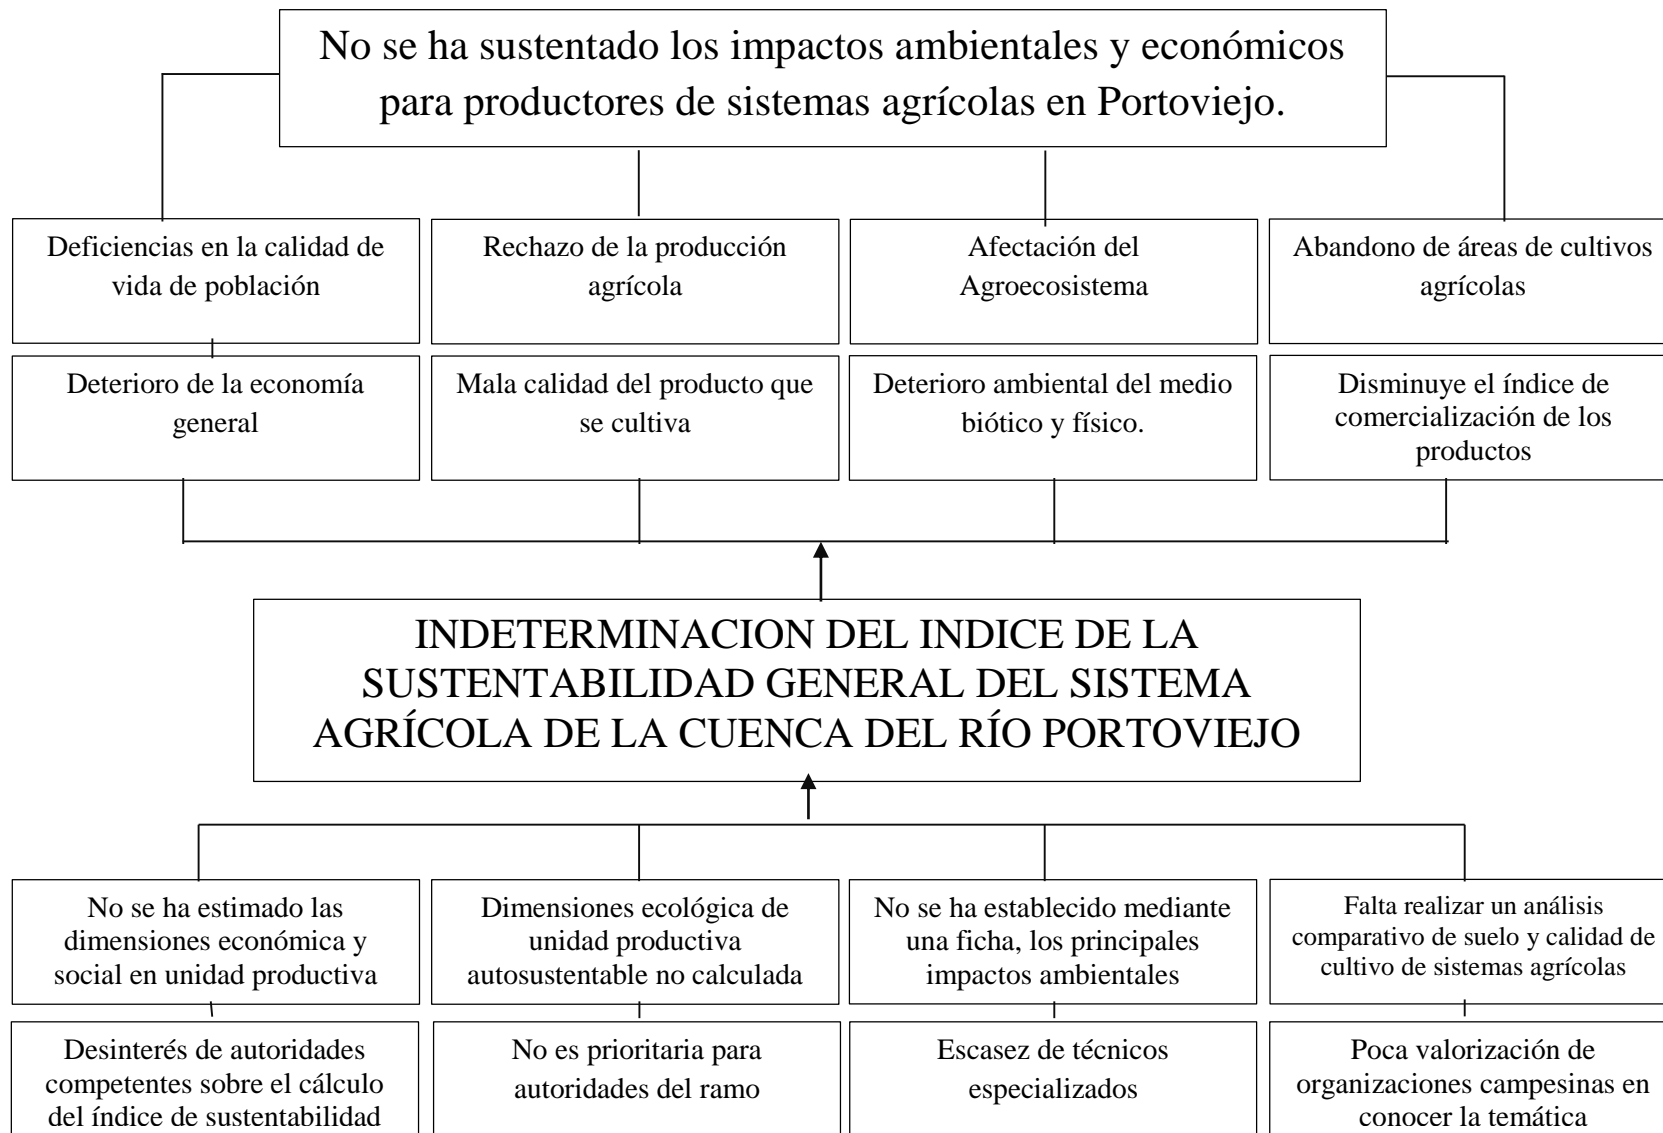 No se ha sustentado los impactos ambientales y económicos
para productores de sistemas agrícolas en Portoviejo.
Deficiencias en la calidad de
vida de población
Rechazo de la producción
agrícola
Afectación del
Agroecosistema
Abandono de áreas de cultivos
agrícolas
Deterioro de la economía
general
Mala calidad del producto que
se cultiva
Deterioro ambiental del medio
biótico y físico.
Disminuye el índice de
comercialización de los
productos
INDETERMINACION DEL INDICE DE LA
SUSTENTABILIDAD GENERAL DEL SISTEMA
AGRÍCOLA DE LA CUENCA DEL RÍO PORTOVIEJO
No se ha estimado las
dimensiones económica y
social en unidad productiva
Dimensiones ecológica de
unidad productiva
autosustentable no calculada
No se ha establecido mediante
una ficha, los principales
impactos ambientales
Falta realizar un análisis
comparativo de suelo y calidad de
cultivo de sistemas agrícolas
Desinterés de autoridades
competentes sobre el cálculo
del índice de sustentabilidad
No es prioritaria para
autoridades del ramo
Escasez de técnicos
especializados
Poca valorización de
organizaciones campesinas en
conocer la temática